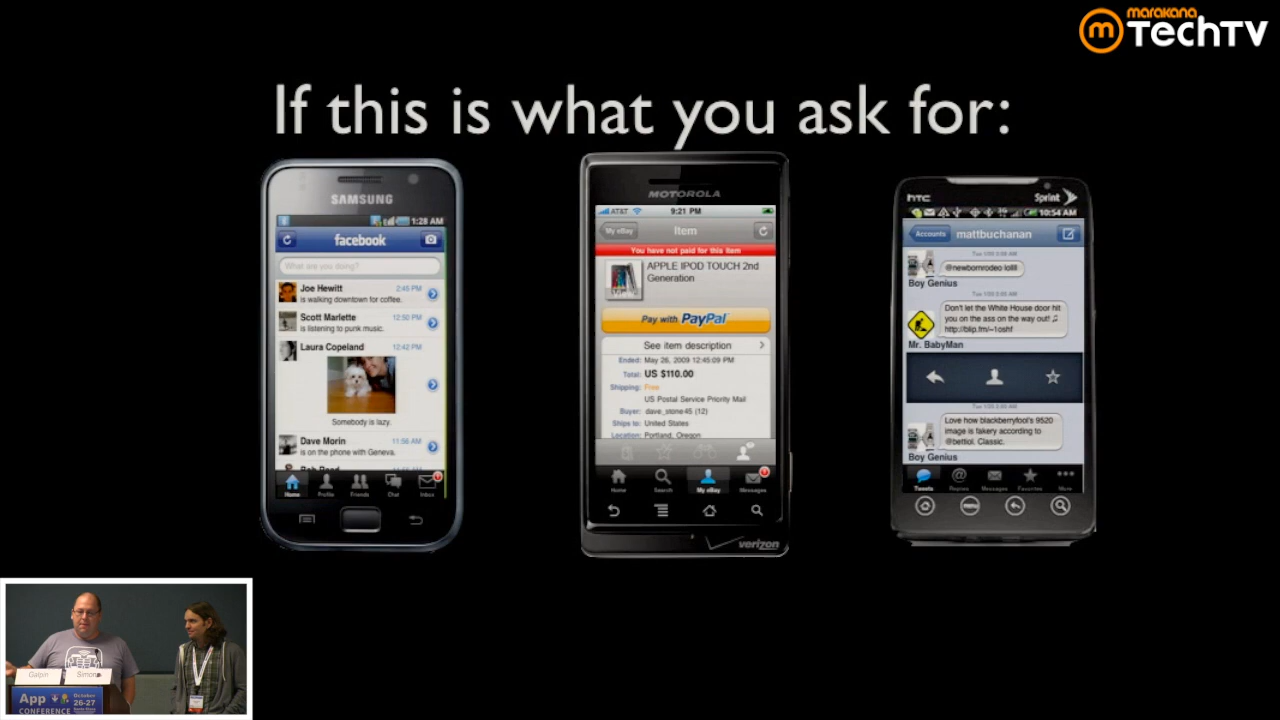 marakana
TechTV
If this is what you ask for:
SAMSUNG
1:28 AM
facebook
What are you doing?
Joe Hewitt 2:45 PM
is walking downtown for coffee.
Scott Marlette 12:50 PM
is listening to punk music.
Laura Copeland 12:42 PM
Somebody is lazy.
Dave Morin 11:56 AM
is on the phone with Geneva.
Home Profile Friends Chat Inbox
MOTOROLA
AT&T 9:21 PM
My eBay Item
You have not paid for this item
APPLE IPOD TOUCH 2nd
Generation
Pay with PayPal
See item description
Ended: May 26, 2009 12:45:09 PM
Total: US $110.00
Shipping: Free
US Postal Service Priority Mail
Buyer: dave_stone45 (12)
Ships to: United States
Location: Portland, Oregon
Home Search My eBay Messages
verizon
hTC Sprint
10:54 AM
Accounts mattbuchanan
@newbornrodeo lolll
Boy Genius
Don't let the White House door hit
you on the ass on the way out! ♫
http://blip.fm/~1oshf
Mr. BabyMan
Love how blackberryfool's 9520
image is fakery according to
@bettiol. Classic.
Boy Genius
Tweets Replies Messages Favorites More
Galpin Simon
App October
26-27
CONFERENCE